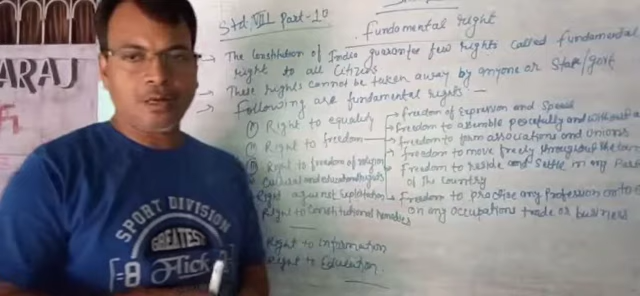 Std. VIII Part-10
Fundamental right
→ The Constitution of India guarantee few rights called fundamental
right to all citizens
→ These rights cannot be taken away by anyone or State/govt
→ Following are fundamental rights —
① Right to equality
② Right to freedom
③ Right to freedom of religion
Cultural and educational rights
Right against Exploitation
Right to Constitutional remedies
Right to Information
Right to Education
→ freedom of Expression and Speech
→ Freedom to assemble peacefully and without
→ freedom to form associations and Unions
→ Freedom to move freely throughout the
Freedom to reside and settle in any Part
of the Country
→ Freedom to practise any Profession or to
on any occupations trade or business
ARAJ
SPORT DIVISION
GREATEST
=8